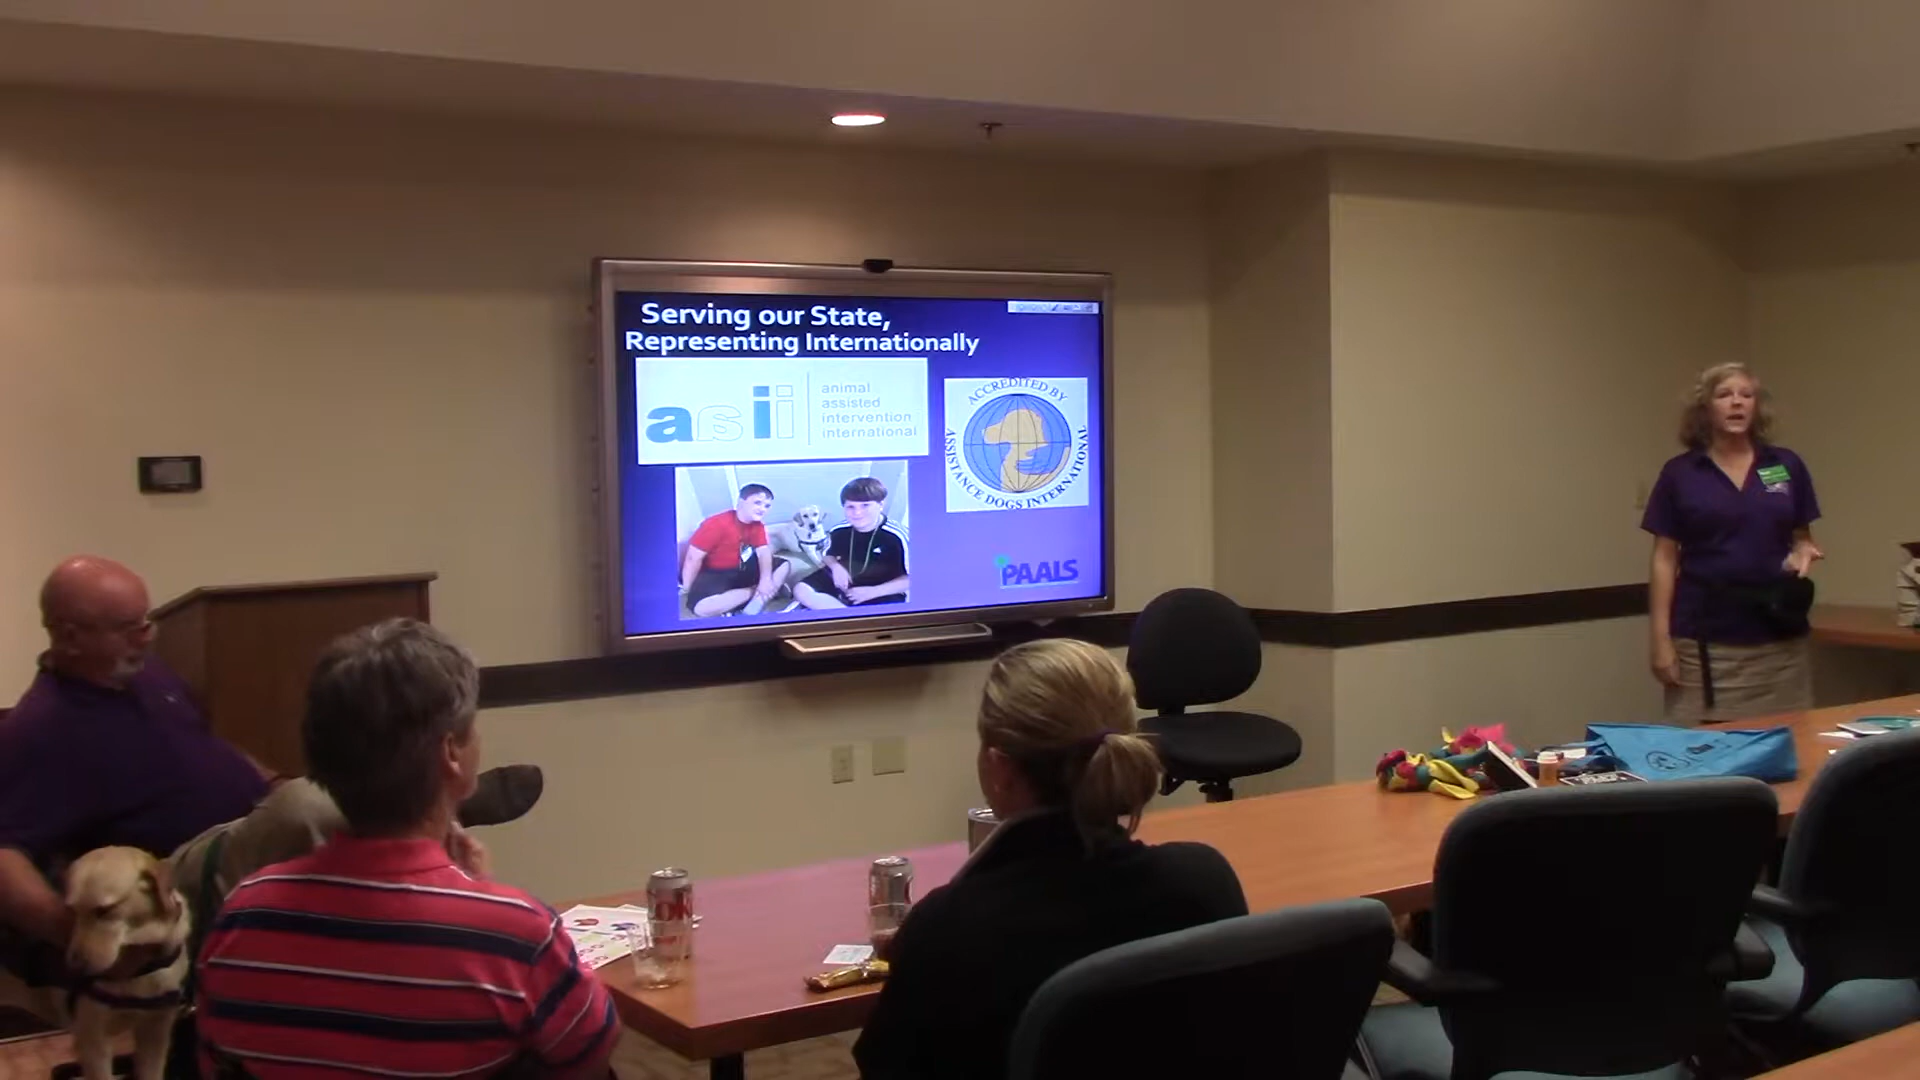 Serving our State,
Representing Internationally
aaii
animal
assisted
intervention
international
ACCREDITED BY
ASSISTANCE DOGS INTERNATIONAL
PAALS